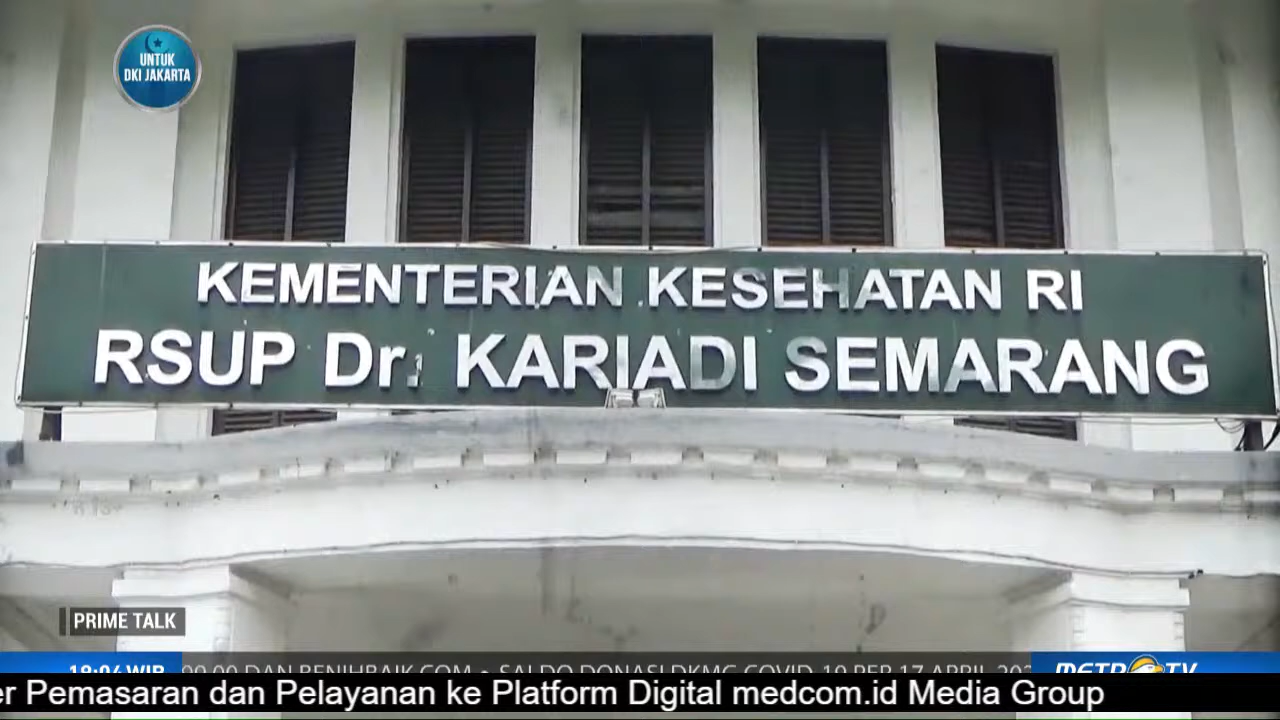 UNTUK
DKI JAKARTA
KEMENTERIAN KESEHATAN RI
RSUP Dr. KARIADI SEMARANG
PRIME TALK
DAN BENIHBAIK.COM • SALDO DONASI DKMG COVID-19 PER 17 APRIL
METRO TV
Pemasaran dan Pelayanan ke Platform Digital medcom.id Media Group